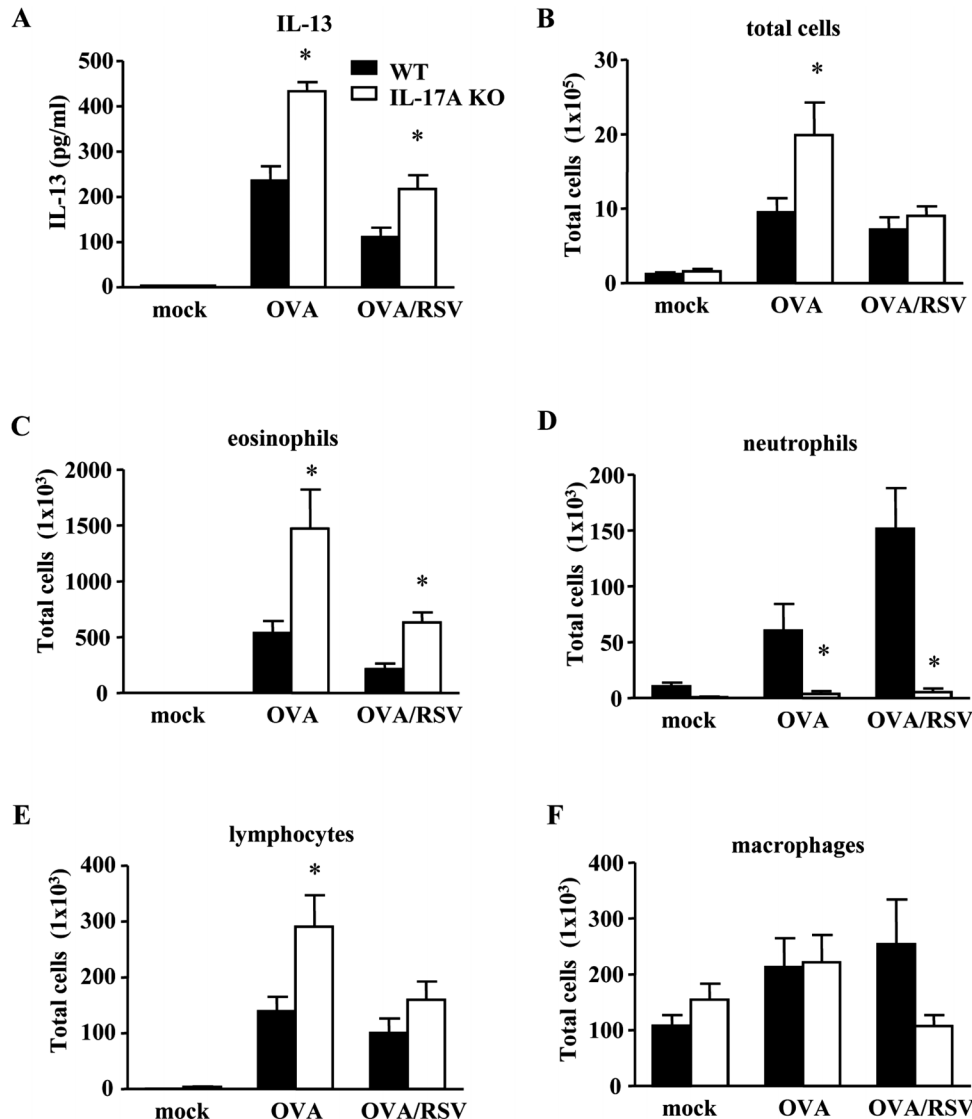 A
IL-13
IL-13 (pg/ml)
500
400
300
200
100
0
*
*
WT
IL-17A KO
mock
OVA
OVA/RSV
B
total cells
Total cells (1x10⁵)
30
20
10
0
*
mock
OVA
OVA/RSV
C
eosinophils
Total cells (1x10³)
2000
1500
1000
500
0
*
*
mock
OVA
OVA/RSV
D
neutrophils
Total cells (1x10³)
200
150
100
50
0
*
*
mock
OVA
OVA/RSV
E
lymphocytes
Total cells (1x10³)
400
300
200
100
0
*
mock
OVA
OVA/RSV
F
macrophages
Total cells (1x10³)
400
300
200
100
0
mock
OVA
OVA/RSV